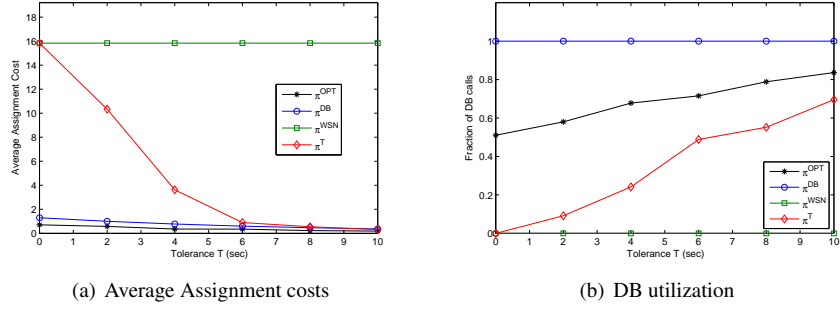 Average Assignment Cost
18
16
14
12
10
8
6
4
2
0
0 1 2 3 4 5 6 7 8 9 10
Tolerance T (sec)
π^OPT
π^DB
π^WSN
π^T
(a) Average Assignment costs
Fraction of DB calls
1
0.8
0.6
0.4
0.2
0
0 1 2 3 4 5 6 7 8 9 10
Tolerance T (sec)
π^OPT
π^DB
π^WSN
π^T
(b) DB utilization